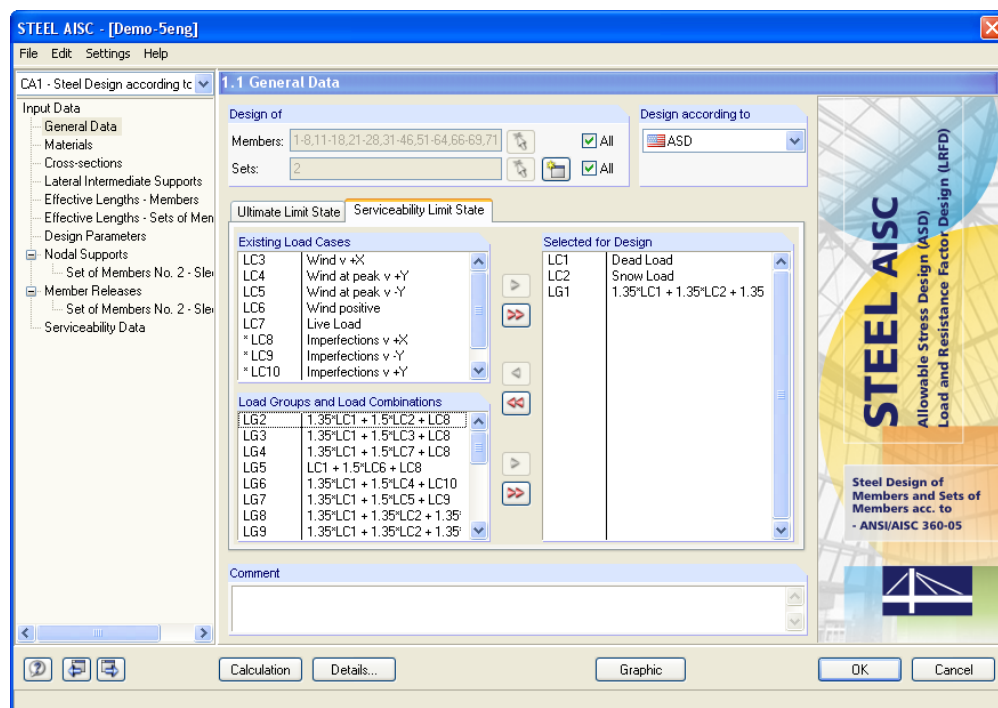 STEEL AISC - [Demo-5eng]
File Edit Settings Help
CA1 - Steel Design according to
1.1 General Data
Input Data
General Data
Materials
Cross-sections
Lateral Intermediate Supports
Effective Lengths - Members
Effective Lengths - Sets of Men
Design Parameters
Nodal Supports
Set of Members No. 2 - Sle
Member Releases
Set of Members No. 2 - Sle
Serviceability Data
Design of
Members: 1-8,11-18,21-28,31-46,51-64,66-69,71 All
Sets: 2 All
Design according to
ASD
Ultimate Limit State Serviceability Limit State
Existing Load Cases
LC3 Wind v +X
LC4 Wind at peak v +Y
LC5 Wind at peak v -Y
LC6 Wind positive
LC7 Live Load
* LC8 Imperfections v +X
* LC9 Imperfections v -Y
* LC10 Imperfections v +Y
Load Groups and Load Combinations
LG2 1.35*LC1 + 1.5*LC2 + LC8
LG3 1.35*LC1 + 1.5*LC3 + LC8
LG4 1.35*LC1 + 1.5*LC7 + LC8
LG5 LC1 + 1.5*LC6 + LC8
LG6 1.35*LC1 + 1.5*LC4 + LC10
LG7 1.35*LC1 + 1.5*LC5 + LC9
LG8 1.35*LC1 + 1.35*LC2 + 1.35*
LG9 1.35*LC1 + 1.35*LC2 + 1.35*
Selected for Design
LC1 Dead Load
LC2 Snow Load
LG1 1.35*LC1 + 1.35*LC2 + 1.35
Comment
STEEL AISC
Allowable Stress Design (ASD)
Load and Resistance Factor Design (LRFD)
Steel Design of
Members and Sets of
Members acc. to
- ANSI/AISC 360-05
Calculation Details... Graphic OK Cancel